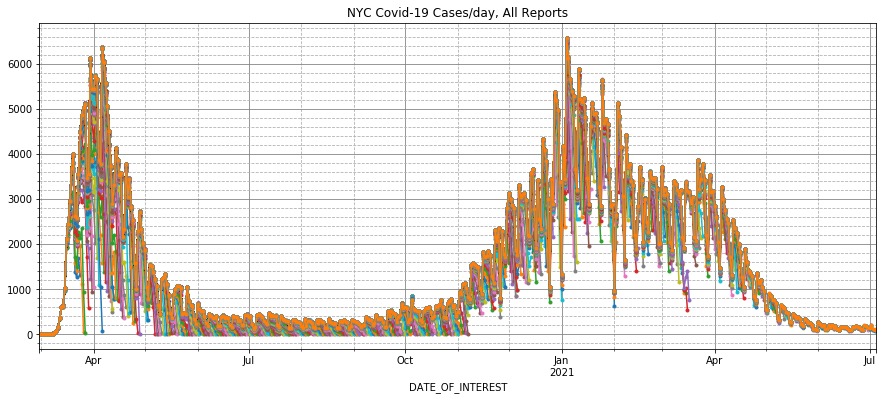 NYC Covid-19 Cases/day, All Reports
6000
5000
4000
3000
2000
1000
0
Apr
Jul
Oct
Jan
2021
Apr
Jul
DATE_OF_INTEREST